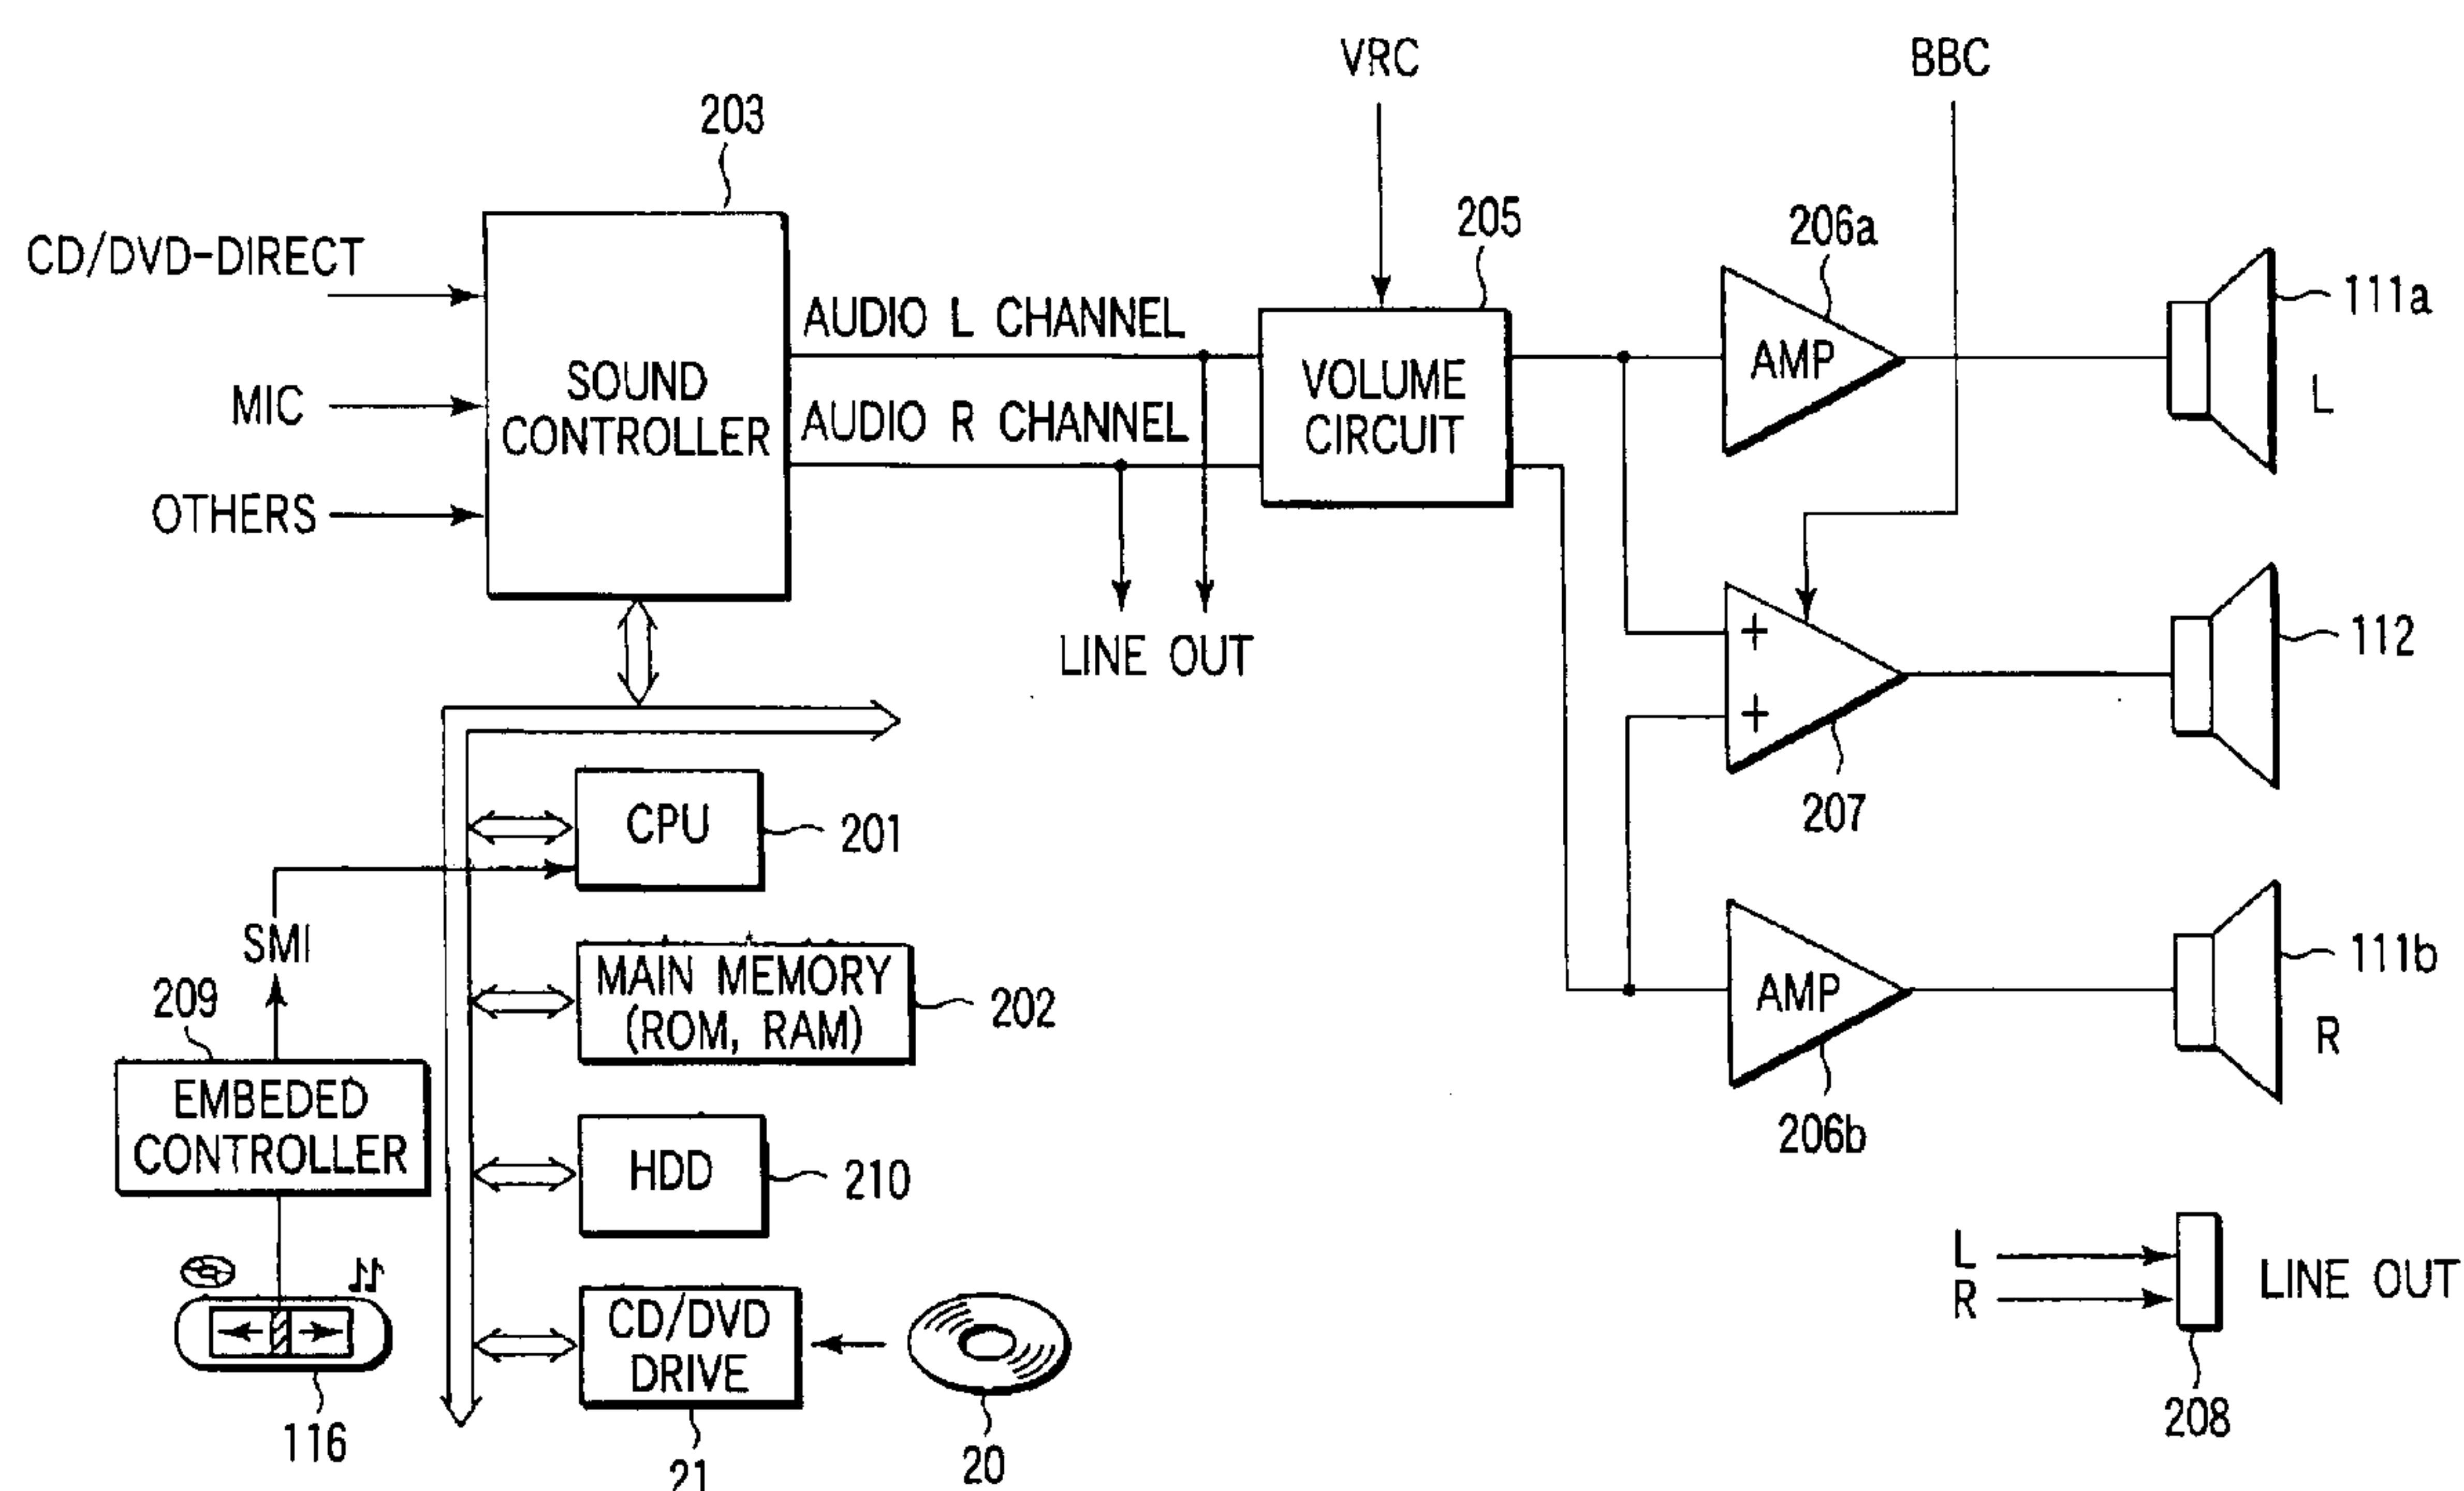 VRC
BBC
203
205
206a
CD/DVD-DIRECT
111a
AUDIO L CHANNEL
SOUND
CONTROLLER
VOLUME
CIRCUIT
AMP
MIC
L
AUDIO R CHANNEL
OTHERS
LINE OUT
+
+
112
207
CPU
201
SMI
209
MAIN MEMORY
(ROM, RAM)
202
AMP
111b
R
EMBEDED
CONTROLLER
206b
HDD
210
L
R
LINE OUT
208
CD/DVD
DRIVE
116
21
20